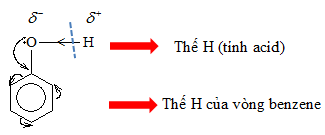 δ⁻ δ⁺
O H
Thế H (tính acid)
Thế H của vòng benzene